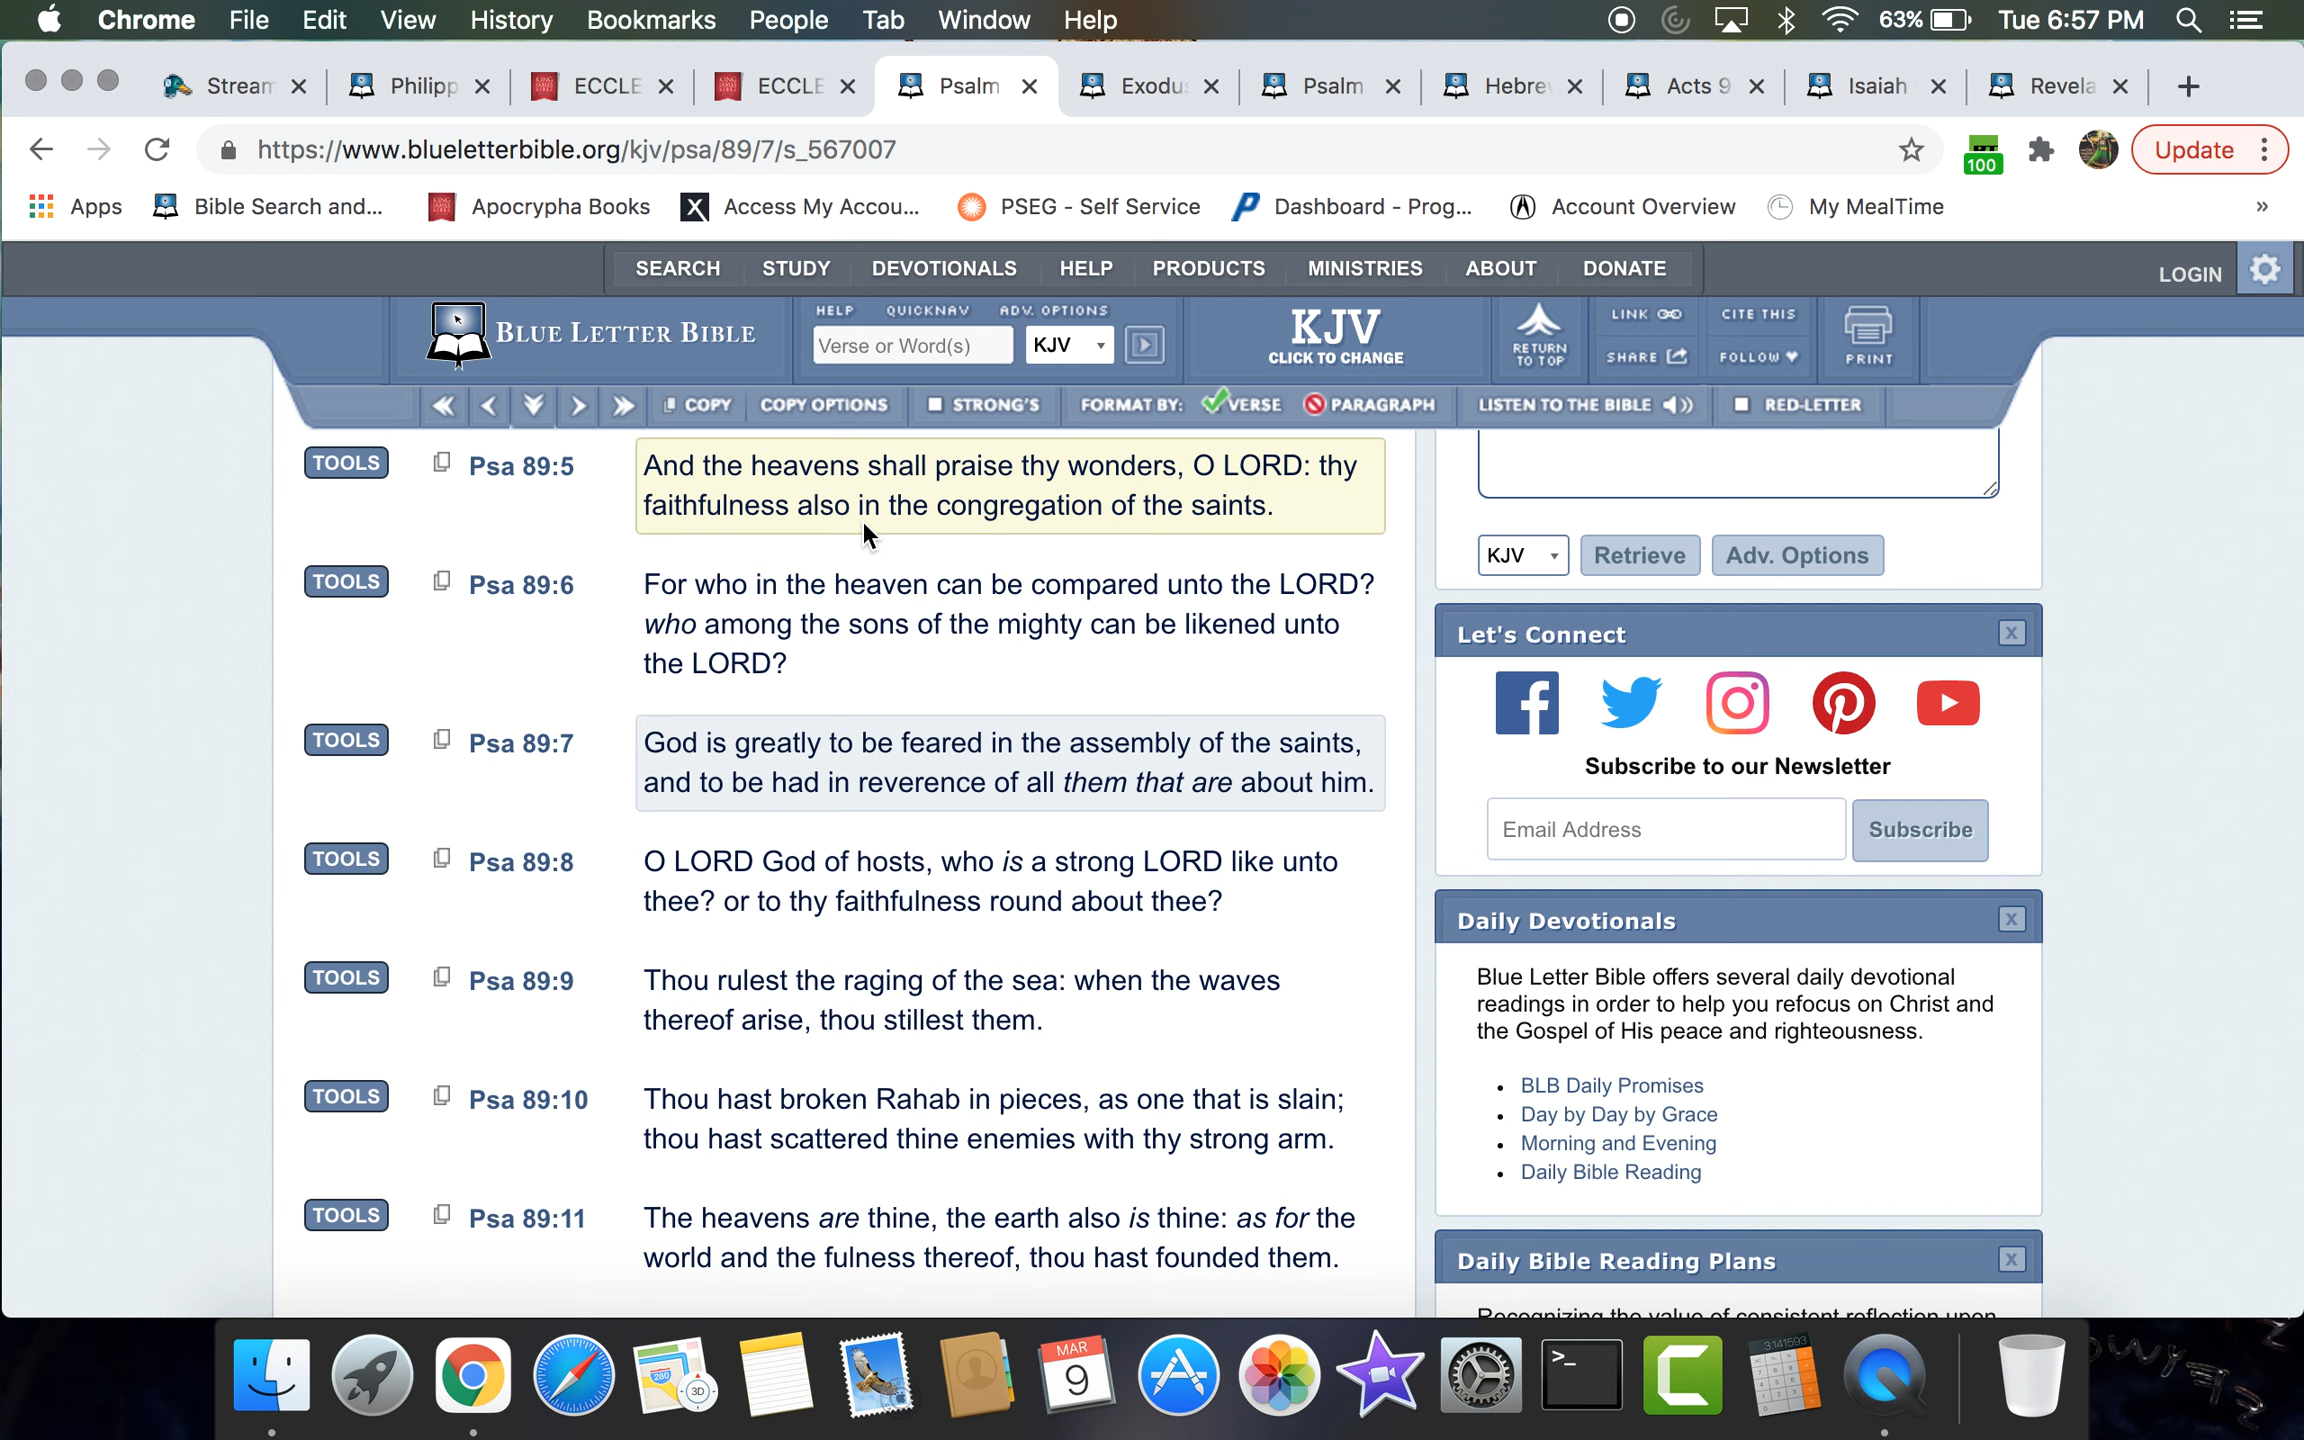 Chrome File Edit View History Bookmarks People Tab Window Help 63% Tue 6:57 PM
Stream Philipp ECCLE ECCLE Psalm Exodus Psalm Hebrew Acts 9 Isaiah Revela
https://www.blueletterbible.org/kjv/psa/89/7/s_567007 100 Update
Apps Bible Search and... Apocrypha Books Access My Accou... PSEG - Self Service Dashboard - Prog... Account Overview My MealTime »
SEARCH STUDY DEVOTIONALS HELP PRODUCTS MINISTRIES ABOUT DONATE LOGIN
BLUE LETTER BIBLE
HELP QUICKNAV ADV. OPTIONS
Verse or Word(s) KJV
KJV
CLICK TO CHANGE
RETURN
TO TOP
LINK CITE THIS
SHARE FOLLOW
PRINT
COPY COPY OPTIONS STRONG'S FORMAT BY: VERSE PARAGRAPH LISTEN TO THE BIBLE RED-LETTER
TOOLS Psa 89:5 And the heavens shall praise thy wonders, O LORD: thy
faithfulness also in the congregation of the saints.
TOOLS Psa 89:6 For who in the heaven can be compared unto the LORD?
who among the sons of the mighty can be likened unto
the LORD?
TOOLS Psa 89:7 God is greatly to be feared in the assembly of the saints,
and to be had in reverence of all them that are about him.
TOOLS Psa 89:8 O LORD God of hosts, who is a strong LORD like unto
thee? or to thy faithfulness round about thee?
TOOLS Psa 89:9 Thou rulest the raging of the sea: when the waves
thereof arise, thou stillest them.
TOOLS Psa 89:10 Thou hast broken Rahab in pieces, as one that is slain;
thou hast scattered thine enemies with thy strong arm.
TOOLS Psa 89:11 The heavens are thine, the earth also is thine: as for the
world and the fulness thereof, thou hast founded them.
KJV Retrieve Adv. Options
Let's Connect
Subscribe to our Newsletter
Email Address Subscribe
Daily Devotionals
Blue Letter Bible offers several daily devotional
readings in order to help you refocus on Christ and
the Gospel of His peace and righteousness.
BLB Daily Promises
Day by Day by Grace
Morning and Evening
Daily Bible Reading
Daily Bible Reading Plans
Recognizing the value of consistent reflection upon
280 3D MAR 9 3.141593